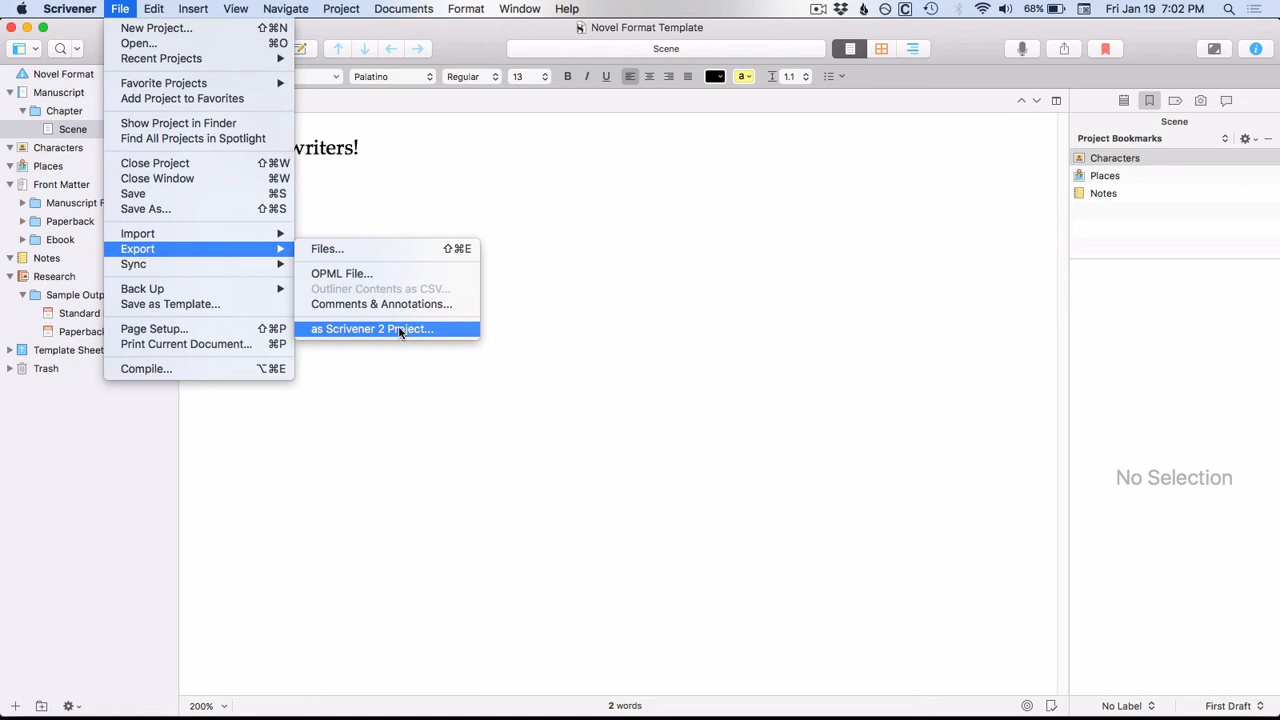 Scrivener File Edit Insert View Navigate Project Documents Format Window Help 68% Fri Jan 19 7:02 PM
Novel Format Template
Scene
Palatino Regular 13 B I U a 1.1
Novel Format
Manuscript
Chapter
Scene
Characters
Places
Front Matter
Manuscript F
Paperback
Ebook
Notes
Research
Sample Outp
Standard
Paperba
Template Sheet
Trash
New Project... ⇧⌘N
Open... ⌘O
Recent Projects
Favorite Projects
Add Project to Favorites
Show Project in Finder
Find All Projects in Spotlight
Close Project ⇧⌘W
Close Window ⌘W
Save ⌘S
Save As... ⇧⌘S
Import
Export
Sync
Back Up
Save as Template...
Page Setup... ⇧⌘P
Print Current Document... ⌘P
Compile... ⌥⌘E
Files... ⇧⌘E
OPML File...
Outliner Contents as CSV...
Comments & Annotations...
as Scrivener 2 Project...
writers!
Scene
Project Bookmarks
Characters
Places
Notes
No Selection
200% 2 words No Label First Draft